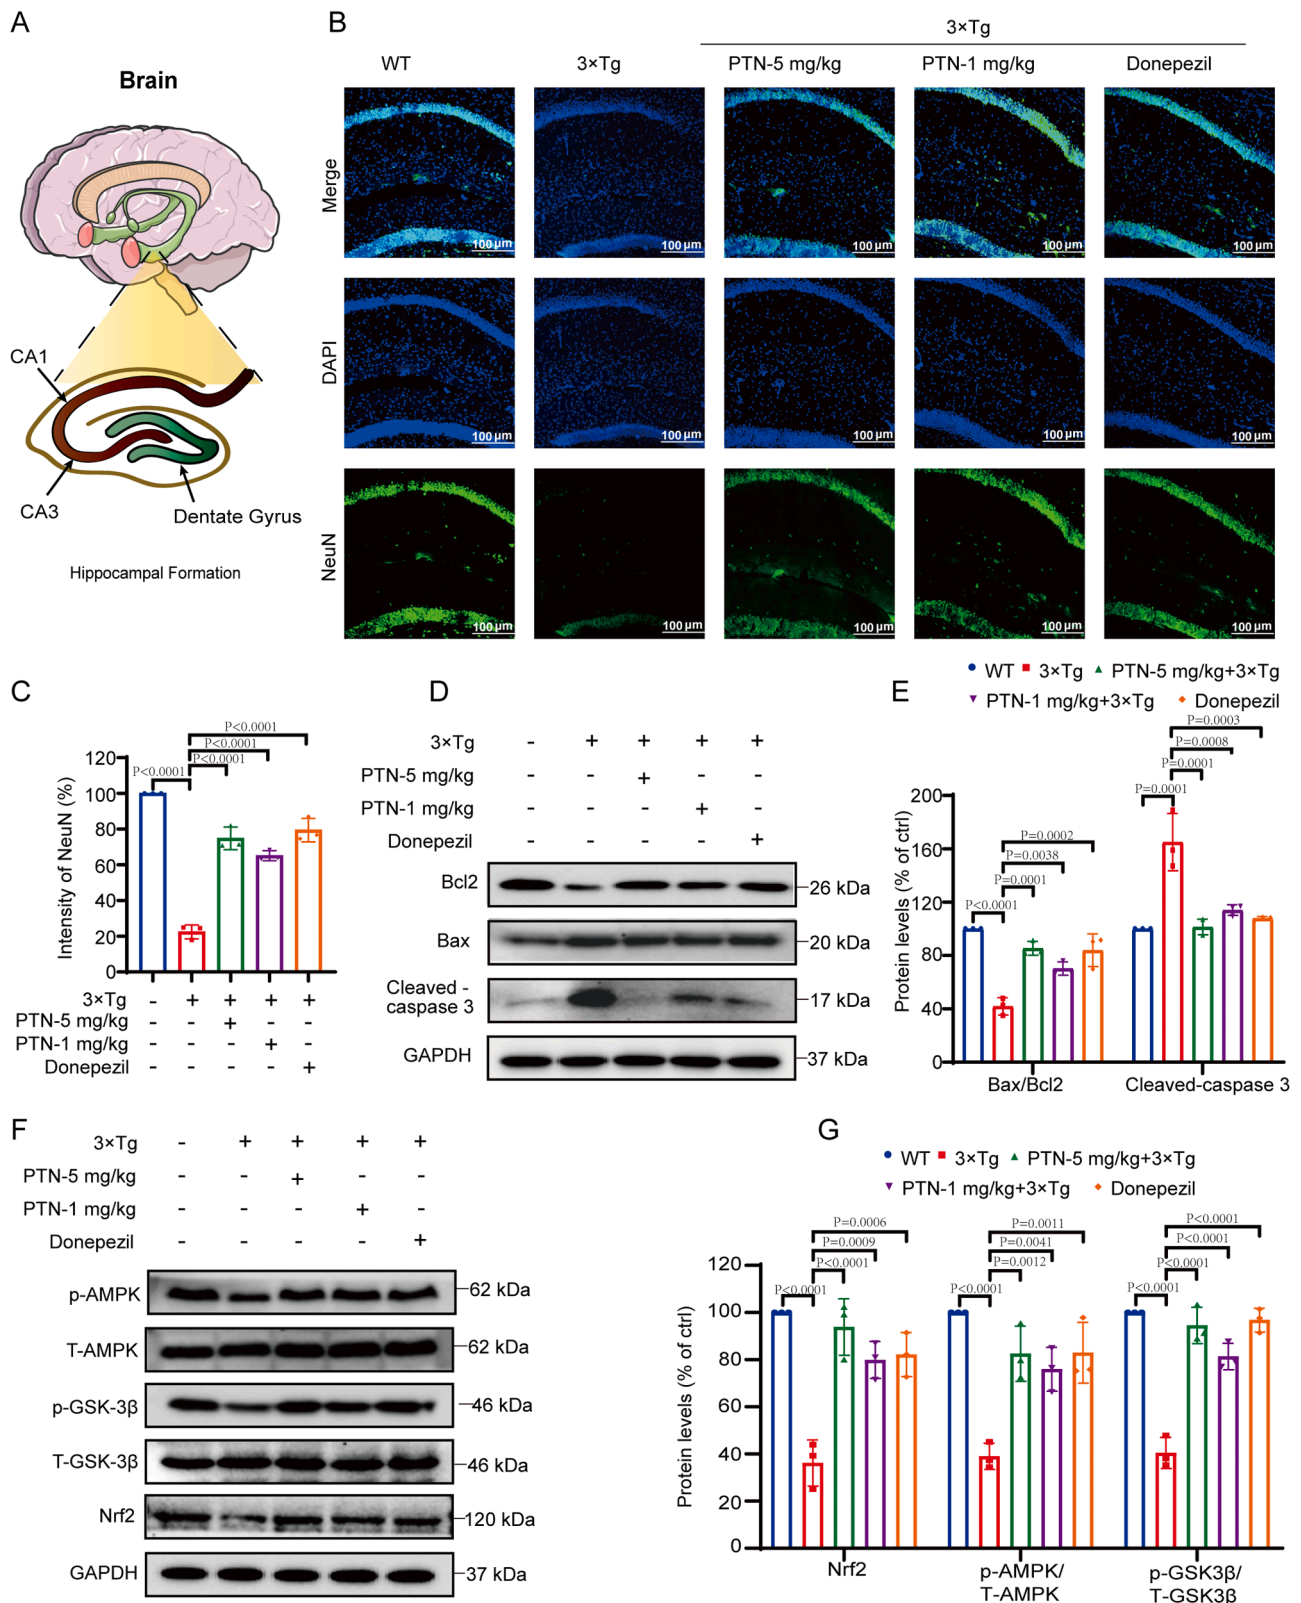 A
Brain
CA1
CA3
Dentate Gyrus
Hippocampal Formation
B
3×Tg
WT
3×Tg
PTN-5 mg/kg
PTN-1 mg/kg
Donepezil
Merge
100 μm
100 μm
100 μm
100 μm
100 μm
DAPI
100 μm
100 μm
100 μm
100 μm
100 μm
NeuN
100 μm
100 μm
100 μm
100 μm
100 μm
C
P<0.0001
P<0.0001
P<0.0001
P<0.0001
Intensity of NeuN (%)
120
100
80
60
40
20
0
3×Tg - + + + +
PTN-5 mg/kg - - + - -
PTN-1 mg/kg - - - + -
Donepezil - - - - +
D
3×Tg - + + + +
PTN-5 mg/kg - - + - -
PTN-1 mg/kg - - - + -
Donepezil - - - - +
Bcl2 26 kDa
Bax 20 kDa
Cleaved -
caspase 3 17 kDa
GAPDH 37 kDa
E
WT 3×Tg PTN-5 mg/kg+3×Tg
PTN-1 mg/kg+3×Tg Donepezil
P=0.0003
P=0.0008
P=0.0001
P=0.0001
P=0.0002
P=0.0038
P=0.0001
P<0.0001
Protein levels (% of ctrl)
200
160
120
80
40
0
Bax/Bcl2
Cleaved-caspase 3
F
3×Tg - + + + +
PTN-5 mg/kg - - + - -
PTN-1 mg/kg - - - + -
Donepezil - - - - +
p-AMPK 62 kDa
T-AMPK 62 kDa
p-GSK-3β 46 kDa
T-GSK-3β 46 kDa
Nrf2 120 kDa
GAPDH 37 kDa
G
WT 3×Tg PTN-5 mg/kg+3×Tg
PTN-1 mg/kg+3×Tg Donepezil
P=0.0006
P=0.0009
P<0.0001
P<0.0001
P=0.0011
P=0.0041
P=0.0012
P<0.0001
P<0.0001
P<0.0001
P<0.0001
P<0.0001
Protein levels (% of ctrl)
120
100
80
60
40
20
0
Nrf2
p-AMPK/
T-AMPK
p-GSK3β/
T-GSK3β